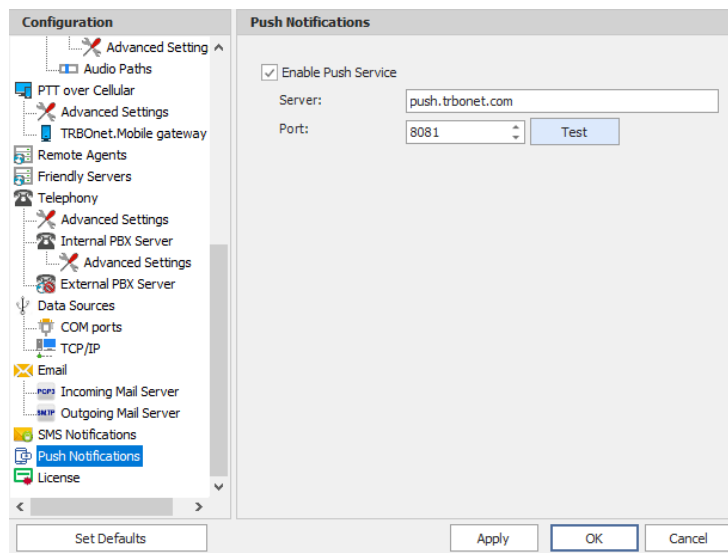 Configuration
Advanced Setting
Audio Paths
PTT over Cellular
Advanced Settings
TRBOnet.Mobile gateway
Remote Agents
Friendly Servers
Telephony
Advanced Settings
Internal PBX Server
Advanced Settings
External PBX Server
Data Sources
COM ports
TCP/IP
Email
POP3 Incoming Mail Server
SMTP Outgoing Mail Server
SMS Notifications
Push Notifications
License
Set Defaults
Push Notifications
Enable Push Service
Server: push.trbonet.com
Port: 8081 Test
Apply OK Cancel